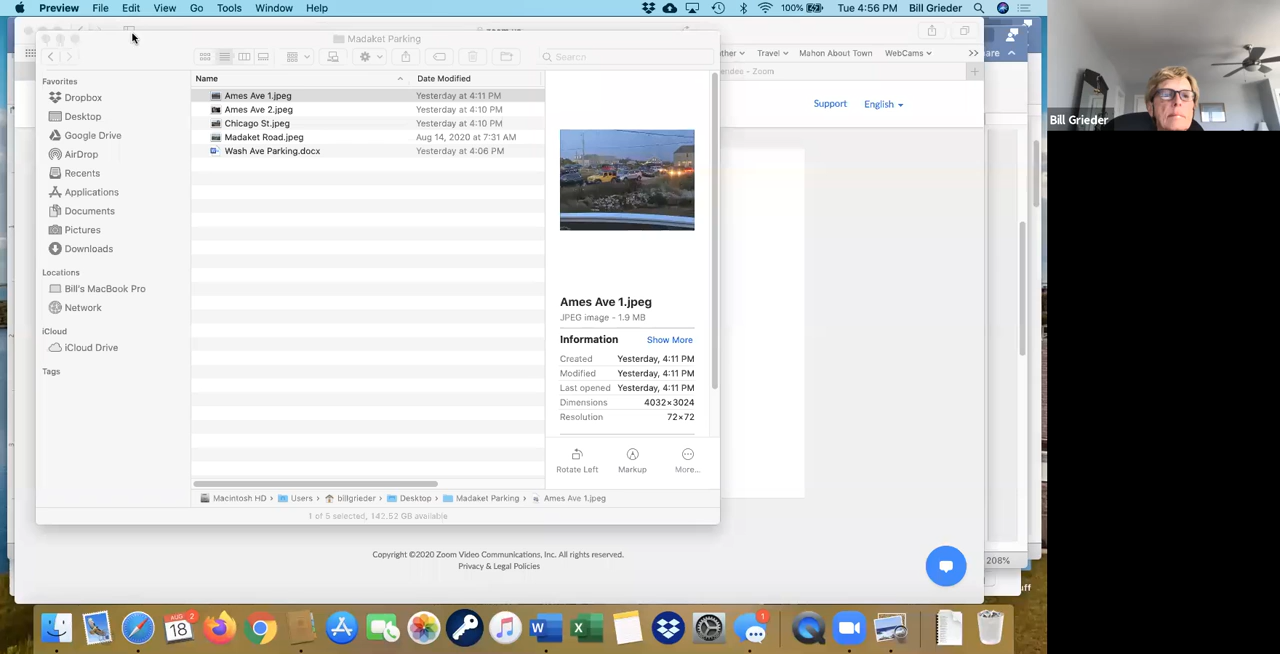 Preview File Edit View Go Tools Window Help 100% Tue 4:56 PM Bill Grieder
Madaket Parking
Search
Travel Mahon About Town WebCams
Zoom
Favorites
Dropbox
Desktop
Google Drive
AirDrop
Recents
Applications
Documents
Pictures
Downloads
Locations
Bill's MacBook Pro
Network
iCloud
iCloud Drive
Tags
Name Date Modified
Ames Ave 1.jpeg Yesterday at 4:11 PM
Ames Ave 2.jpeg Yesterday at 4:10 PM
Chicago St.jpeg Yesterday at 4:10 PM
Madaket Road.jpeg Aug 14, 2020 at 7:31 AM
Wash Ave Parking.docx Yesterday at 4:06 PM
Ames Ave 1.jpeg
JPEG image - 1.9 MB
Information Show More
Created Yesterday, 4:11 PM
Modified Yesterday, 4:11 PM
Last opened Yesterday, 4:11 PM
Dimensions 4032×3024
Resolution 72×72
Rotate Left Markup More...
Macintosh HD › Users › billgrieder › Desktop › Madaket Parking › Ames Ave 1.jpeg
1 of 5 selected, 142.52 GB available
Support English
Copyright ©2020 Zoom Video Communications, Inc. All rights reserved.
Privacy & Legal Policies
208%
AUG
18
2
1
Bill Grieder